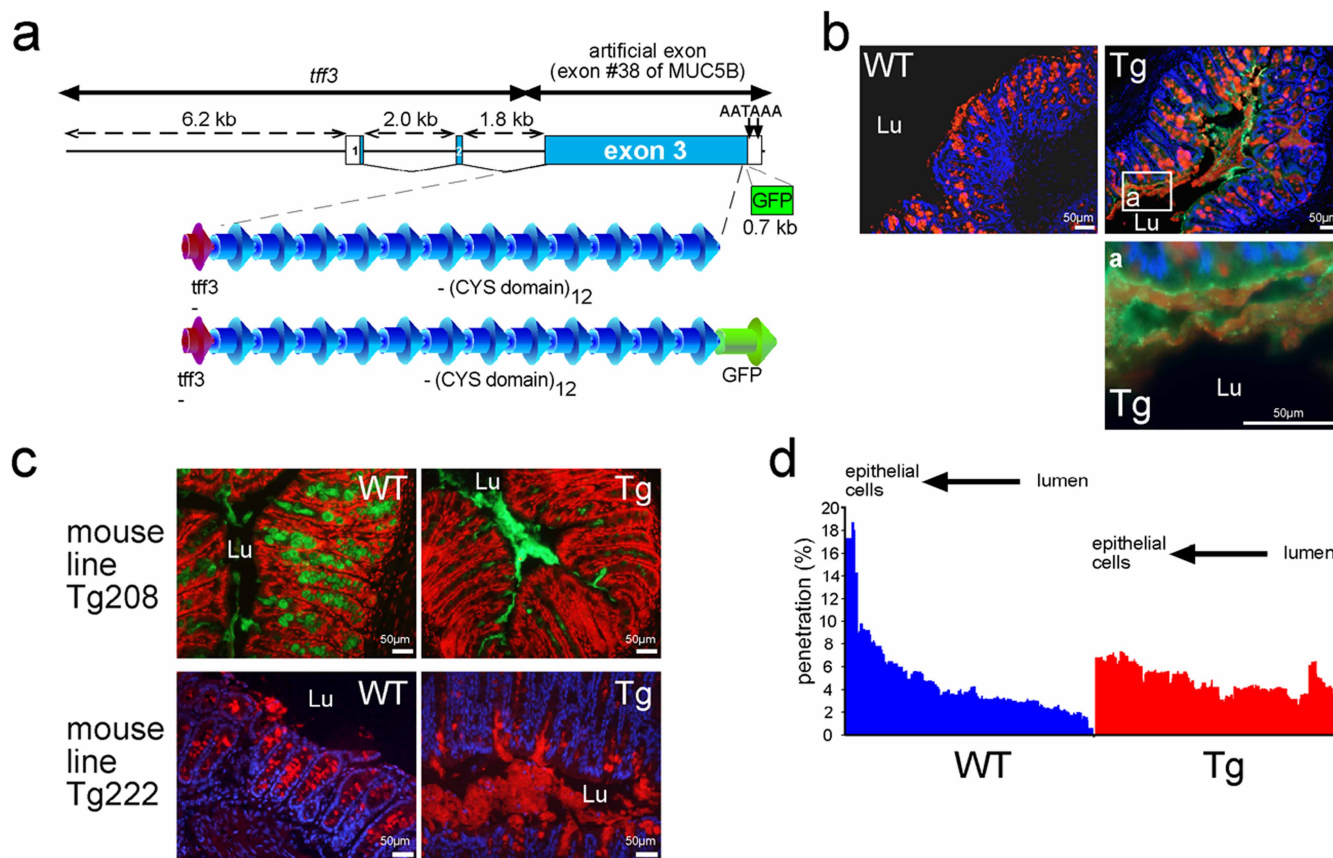 a
artificial exon
tff3
(exon #38 of MUC5B)
AATAAA
6.2 kb
2.0 kb
1.8 kb
1
2
exon 3
GFP
0.7 kb
tff3
-
- (CYS domain)12
tff3
-
- (CYS domain)12
GFP
b
WT
Lu
50µm
Tg
a
Lu
50µm
a
Tg
Lu
50µm
c
mouse
line
Tg208
WT
Lu
50µm
Lu
Tg
50µm
mouse
line
Tg222
WT
Lu
50µm
Tg
Lu
50µm
d
epithelial
cells
lumen
epithelial
cells
lumen
penetration (%)
20
18
16
14
12
10
8
6
4
2
0
WT
Tg